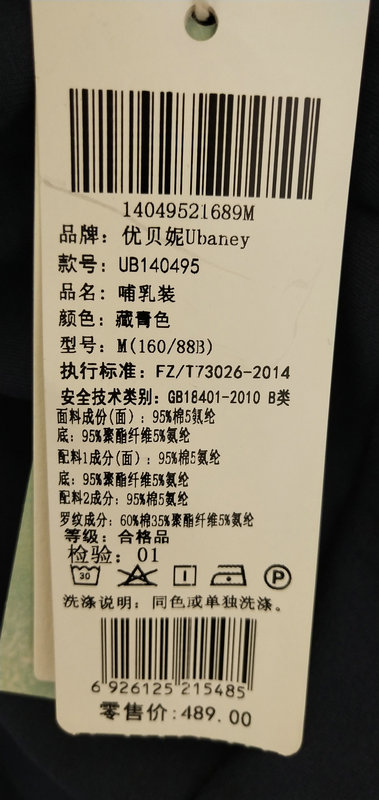 14049521689M
品牌：优贝妮Ubaney
款号：UB140495
品名：哺乳装
颜色：藏青色
型号：M(160/88B)
执行标准：FZ/T73026-2014
安全技术类别：GB18401-2010 B类
面料成份(面)：95%棉5氨纶
底：95%聚酯纤维5%氨纶
配料1成分(面)：95%棉5%氨纶
底：95%聚酯纤维5%氨纶
配料2成分：95%棉5%氨纶
罗纹成分：60%棉35%聚酯纤维5%氨纶
等级：合格品
检验：01
30 P
洗涤说明：同色或单独洗涤。
6 926125 215485
零售价:489.00